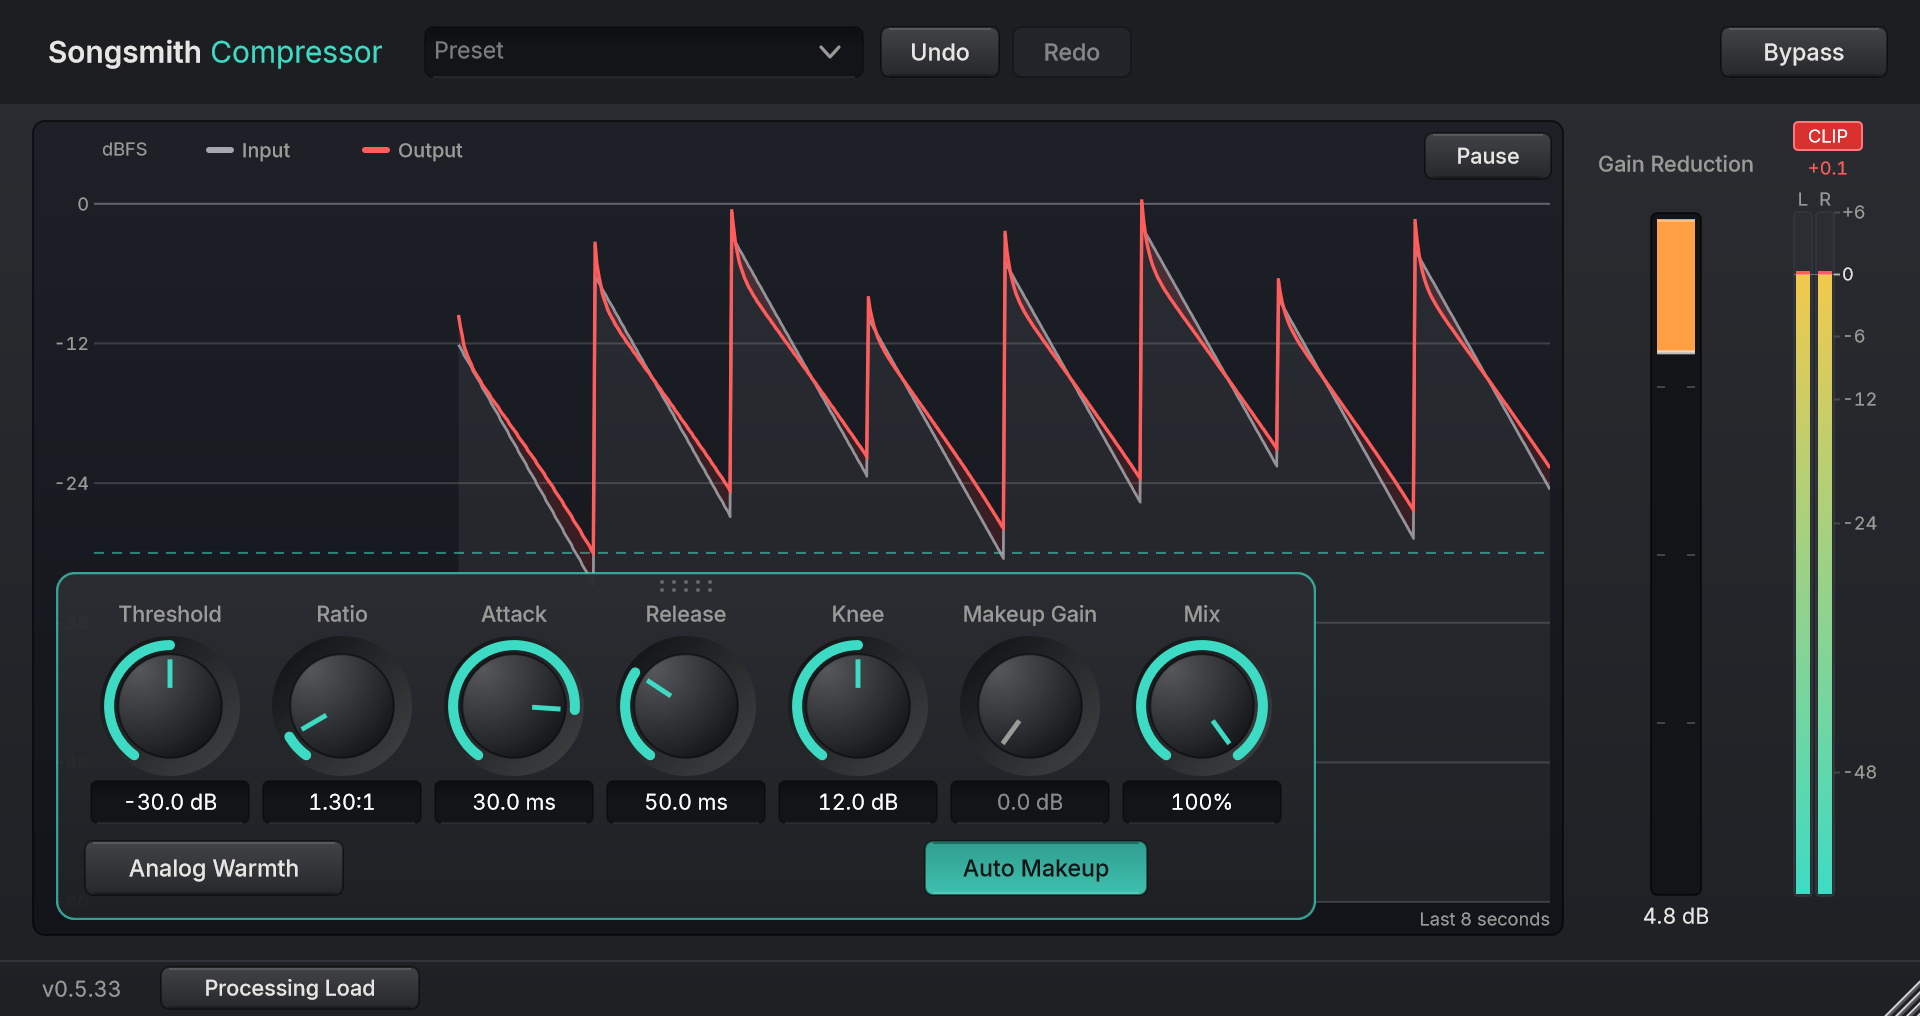 Songsmith Compressor
Preset
Undo
Redo
Bypass
dBFS
Input
Output
Pause
Gain Reduction
CLIP
+0.1
L R
+6
0
-6
-12
-24
-48
0
-12
-24
Threshold
Ratio
Attack
Release
Knee
Makeup Gain
Mix
-30.0 dB
1.30:1
30.0 ms
50.0 ms
12.0 dB
0.0 dB
100%
Analog Warmth
Auto Makeup
Last 8 seconds
4.8 dB
v0.5.33
Processing Load